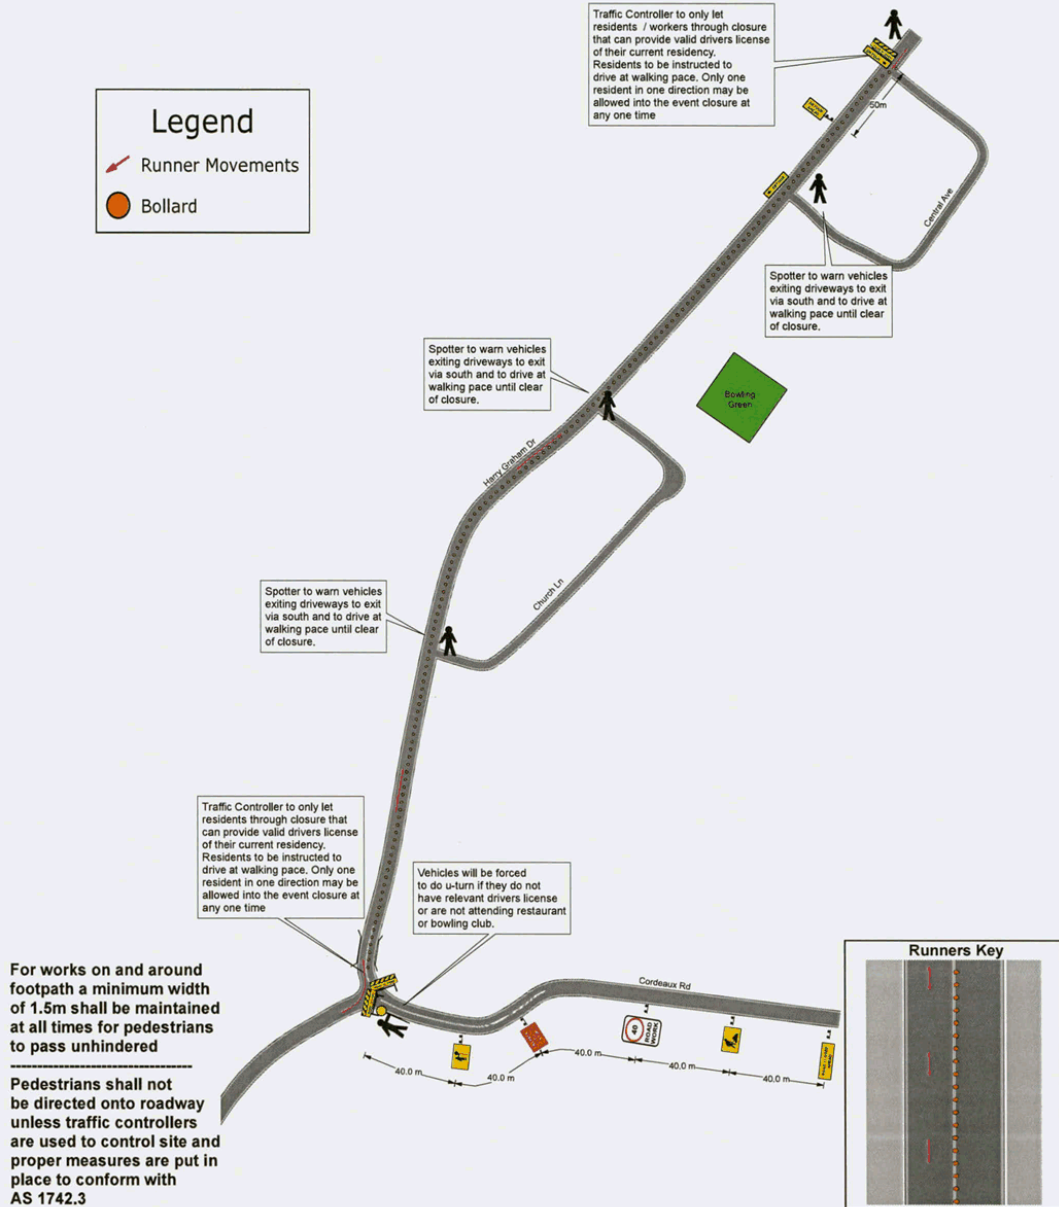 Traffic Controller to only let
residents / workers through closure
that can provide valid drivers license
of their current residency.
Residents to be instructed to
drive at walking pace. Only one
resident in one direction may be
allowed into the event closure at
any one time
Legend
Runner Movements
Bollard
50m
Central Ave
Spotter to warn vehicles
exiting driveways to exit
via south and to drive at
walking pace until clear
of closure.
Spotter to warn vehicles
exiting driveways to exit
via south and to drive at
walking pace until clear
of closure.
Bowling
Green
Harry Graham Dr
Church Ln
Spotter to warn vehicles
exiting driveways to exit
via south and to drive at
walking pace until clear
of closure.
Traffic Controller to only let
residents through closure that
can provide valid drivers license
of their current residency.
Residents to be instructed to
drive at walking pace. Only one
resident in one direction may be
allowed into the event closure at
any one time
Vehicles will be forced
to do u-turn if they do not
have relevant drivers license
or are not attending restaurant
or bowling club.
Cordeaux Rd
40
ROAD
WORK
40.0 m
40.0 m
40.0 m
40.0 m
40.0 m
For works on and around
footpath a minimum width
of 1.5m shall be maintained
at all times for pedestrians
to pass unhindered
Pedestrians shall not
be directed onto roadway
unless traffic controllers
are used to control site and
proper measures are put in
place to conform with
AS 1742.3
Runners Key